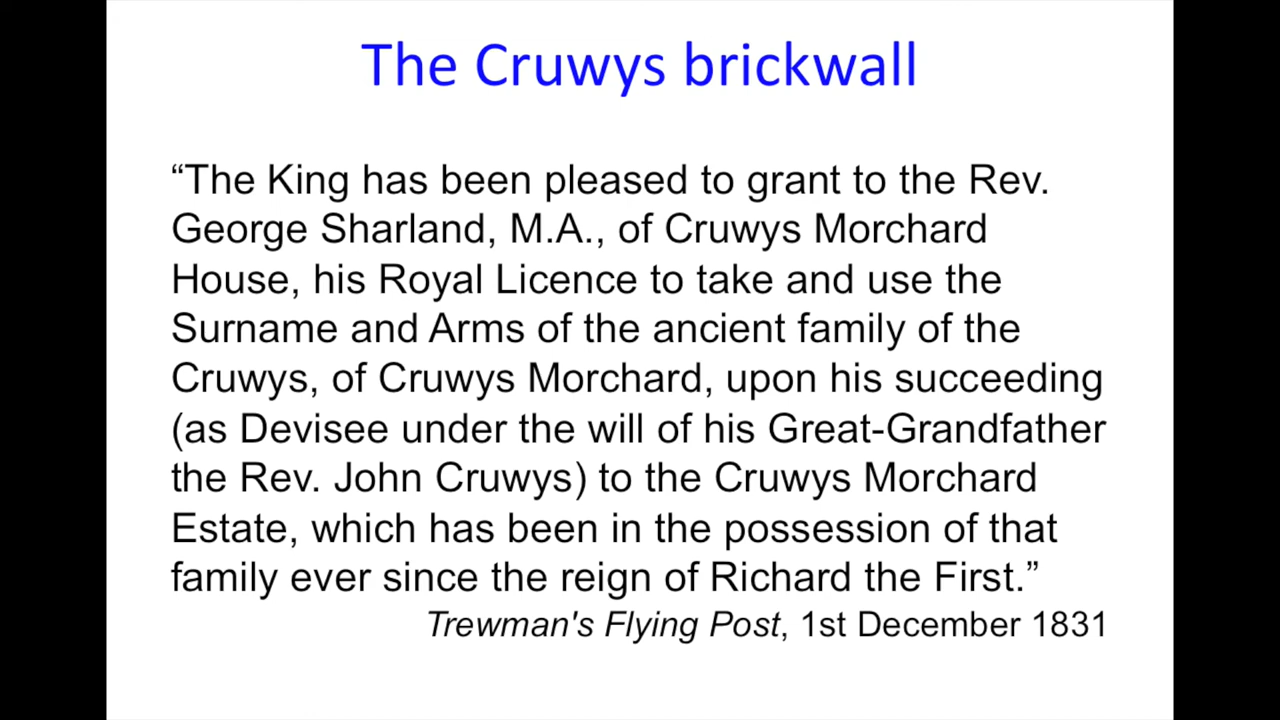 The Cruwys brickwall
“The King has been pleased to grant to the Rev.
George Sharland, M.A., of Cruwys Morchard
House, his Royal Licence to take and use the
Surname and Arms of the ancient family of the
Cruwys, of Cruwys Morchard, upon his succeeding
(as Devisee under the will of his Great-Grandfather
the Rev. John Cruwys) to the Cruwys Morchard
Estate, which has been in the possession of that
family ever since the reign of Richard the First.”
Trewman's Flying Post, 1st December 1831